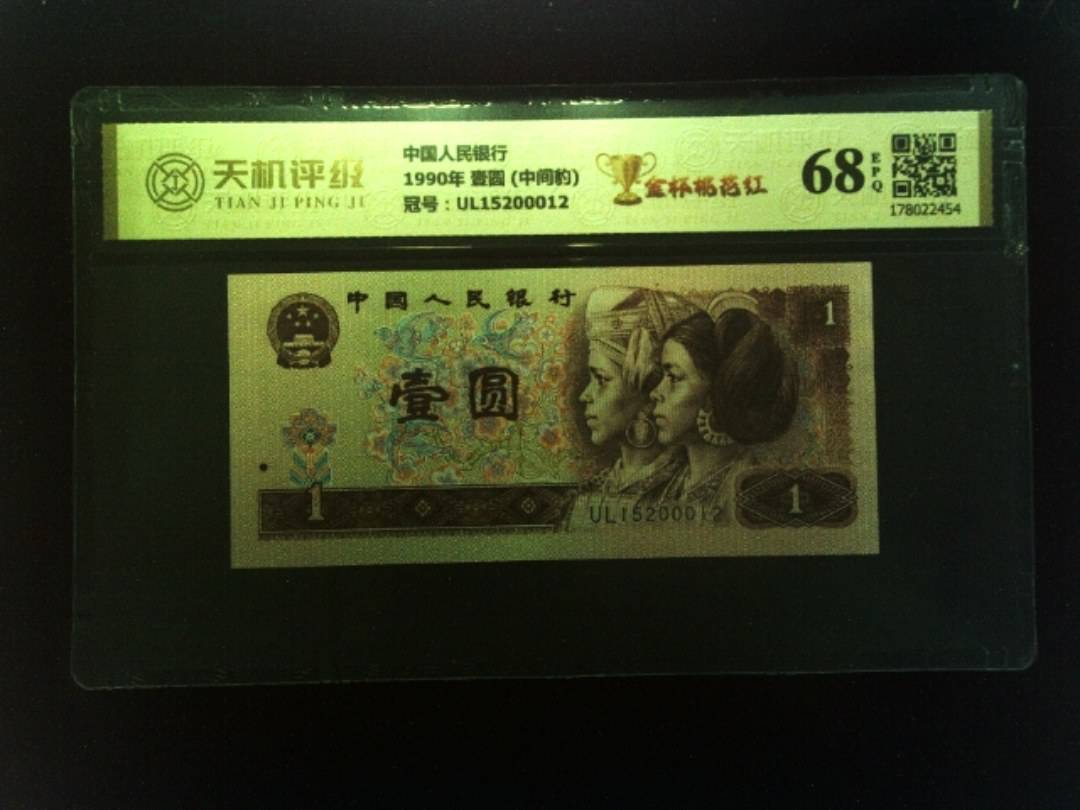 天机评级
TIAN JI PING JI
中国人民银行
1990年 壹圆 (中间豹)
冠号：UL15200012
金杯桃花红
68
EPQ
178022454
中国人民银行
1
壹圆
1
UL15200012
1